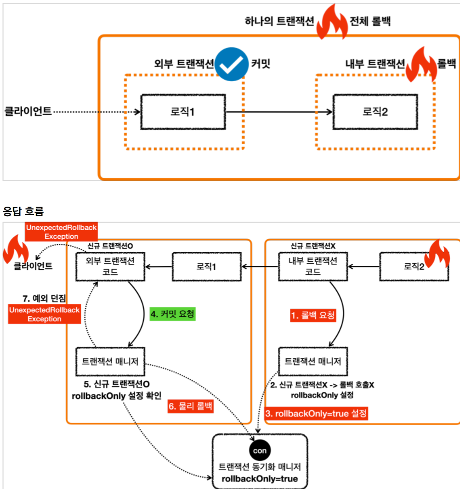 하나의 트랜잭션 전체 롤백
외부 트랜잭션 커밋
내부 트랜잭션 롤백
클라이언트
로직1
로직2
응답 흐름
UnexpectedRollback
Exception
클라이언트
신규 트랜잭션O
외부 트랜잭션
코드
로직1
신규 트랜잭션X
내부 트랜잭션
코드
로직2
7. 예외 던짐
UnexpectedRollback
Exception
4. 커밋 요청
1. 롤백 요청
트랜잭션 매니저
트랜잭션 매니저
5. 신규 트랜잭션O
rollbackOnly 설정 확인
2. 신규 트랜잭션X -> 롤백 호출X
rollbackOnly 설정
6. 물리 롤백
3. rollbackOnly=true 설정
con
트랜잭션 동기화 매니저
rollbackOnly=true